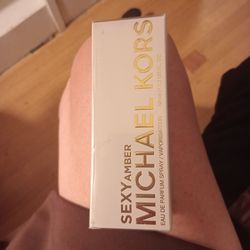 SEXY AMBER
MICHAEL KORS
EAU DE PARFUM SPRAY / VAPORISATEUR